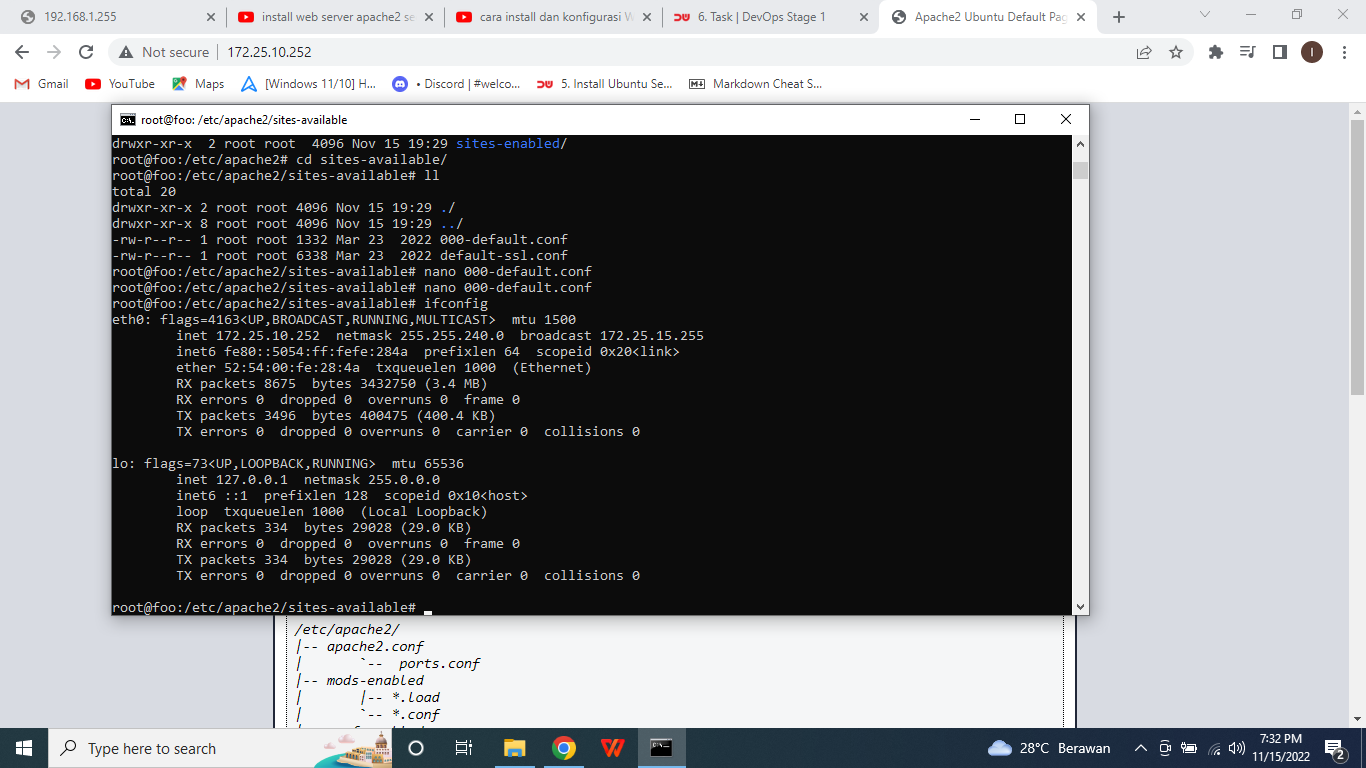 192.168.1.255
install web server apache2 se
cara install dan konfigurasi W
6. Task | DevOps Stage 1
Apache2 Ubuntu Default Pag
Not secure
172.25.10.252
I
Gmail
YouTube
Maps
[Windows 11/10] H...
• Discord | #welco...
5. Install Ubuntu Se...
Markdown Cheat S...
root@foo: /etc/apache2/sites-available
drwxr-xr-x  2 root root  4096 Nov 15 19:29 sites-enabled/
root@foo:/etc/apache2# cd sites-available/
root@foo:/etc/apache2/sites-available# ll
total 20
drwxr-xr-x 2 root root 4096 Nov 15 19:29 ./
drwxr-xr-x 8 root root 4096 Nov 15 19:29 ../
-rw-r--r-- 1 root root 1332 Mar 23  2022 000-default.conf
-rw-r--r-- 1 root root 6338 Mar 23  2022 default-ssl.conf
root@foo:/etc/apache2/sites-available# nano 000-default.conf
root@foo:/etc/apache2/sites-available# nano 000-default.conf
root@foo:/etc/apache2/sites-available# ifconfig
eth0: flags=4163<UP,BROADCAST,RUNNING,MULTICAST>  mtu 1500
        inet 172.25.10.252  netmask 255.255.240.0  broadcast 172.25.15.255
        inet6 fe80::5054:ff:fefe:284a  prefixlen 64  scopeid 0x20<link>
        ether 52:54:00:fe:28:4a  txqueuelen 1000  (Ethernet)
        RX packets 8675  bytes 3432750 (3.4 MB)
        RX errors 0  dropped 0  overruns 0  frame 0
        TX packets 3496  bytes 400475 (400.4 KB)
        TX errors 0  dropped 0 overruns 0  carrier 0  collisions 0
lo: flags=73<UP,LOOPBACK,RUNNING>  mtu 65536
        inet 127.0.0.1  netmask 255.0.0.0
        inet6 ::1  prefixlen 128  scopeid 0x10<host>
        loop  txqueuelen 1000  (Local Loopback)
        RX packets 334  bytes 29028 (29.0 KB)
        RX errors 0  dropped 0  overruns 0  frame 0
        TX packets 334  bytes 29028 (29.0 KB)
        TX errors 0  dropped 0 overruns 0  carrier 0  collisions 0
root@foo:/etc/apache2/sites-available#
/etc/apache2/
|-- apache2.conf
|       `--  ports.conf
|-- mods-enabled
|       |-- *.load
|       `-- *.conf
Type here to search
28°C  Berawan
7:32 PM
11/15/2022
2